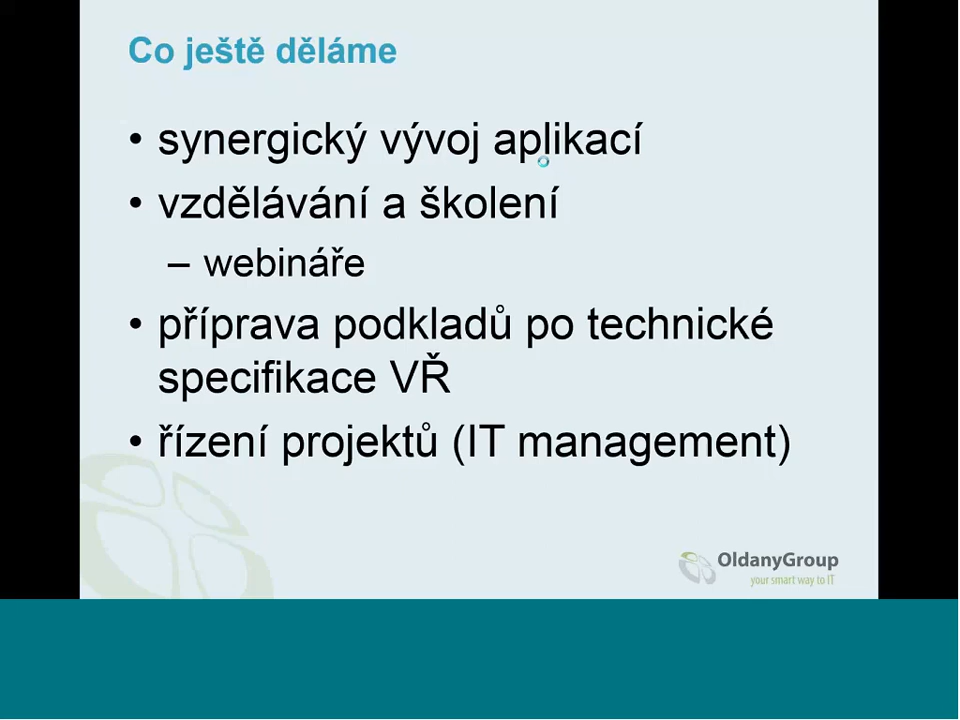 Co ještě děláme
• synergický vývoj aplikací
• vzdělávání a školení
– webináře
• příprava podkladů po technické
specifikace VŘ
• řízení projektů (IT management)
OldanyGroup
your smart way to IT